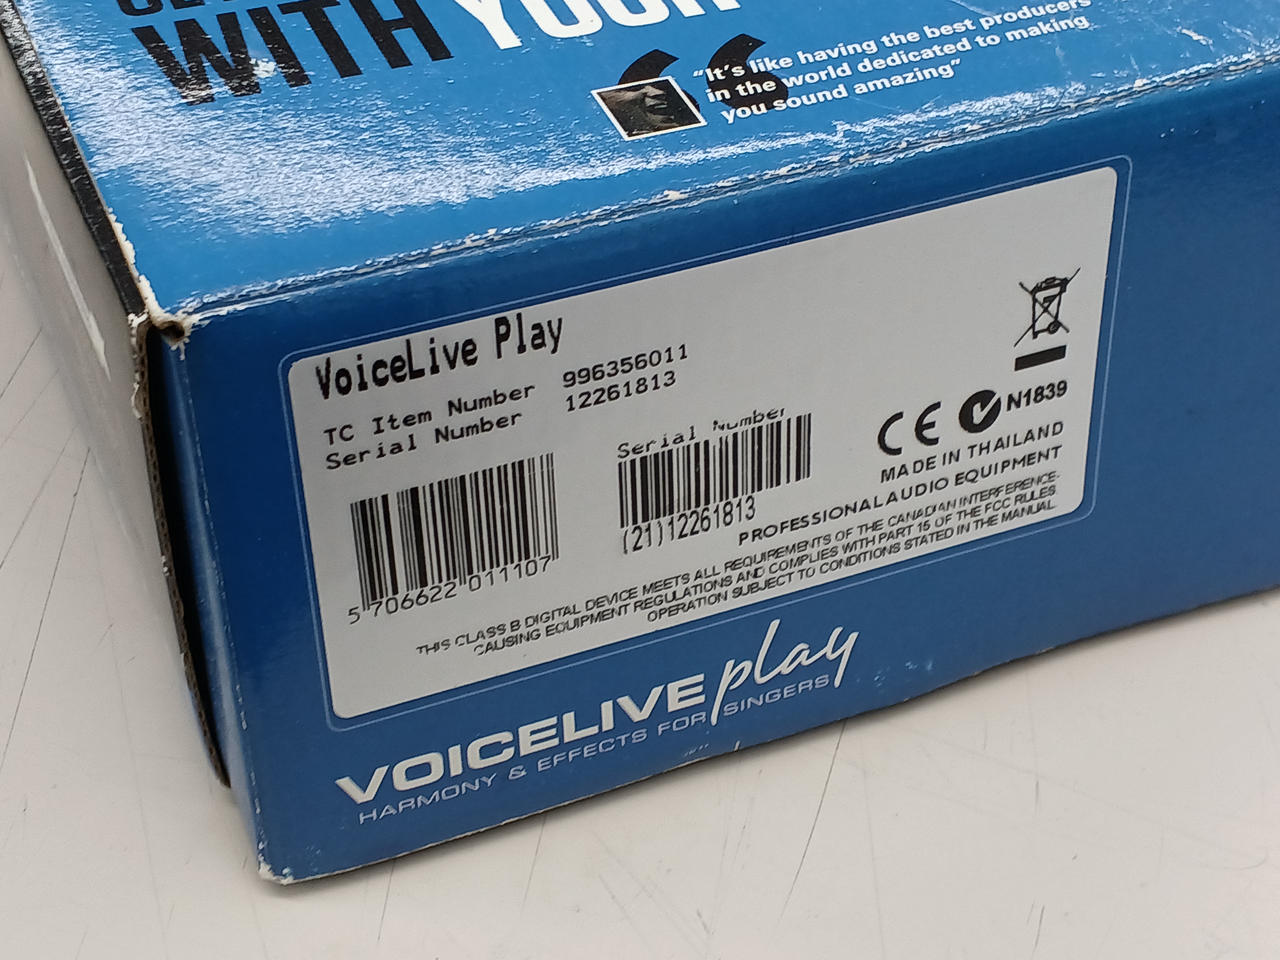 WITH YOUR
“It's like having the best producers
in the world dedicated to making
you sound amazing”
VoiceLive Play
TC Item Number 996356011
Serial Number 12261813
Serial Number
(21)12261813
5 706622 011107
CE N1839
MADE IN THAILAND
PROFESSIONAL AUDIO EQUIPMENT
THIS CLASS B DIGITAL DEVICE MEETS ALL REQUIREMENTS OF THE CANADIAN INTERFERENCE-
CAUSING EQUIPMENT REGULATIONS AND COMPLIES WITH PART 15 OF THE FCC RULES.
OPERATION SUBJECT TO CONDITIONS STATED IN THE MANUAL.
VOICELIVE play
HARMONY & EFFECTS FOR SINGERS